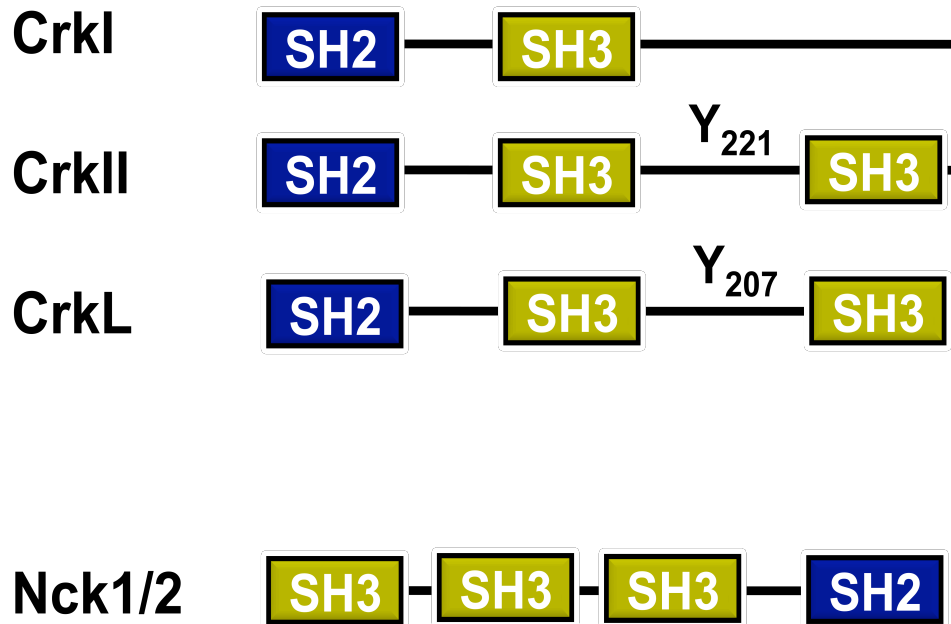 CrkI SH2 SH3
Y221
CrkII SH2 SH3 SH3
Y207
CrkL SH2 SH3 SH3
Nck1/2 SH3 SH3 SH3 SH2